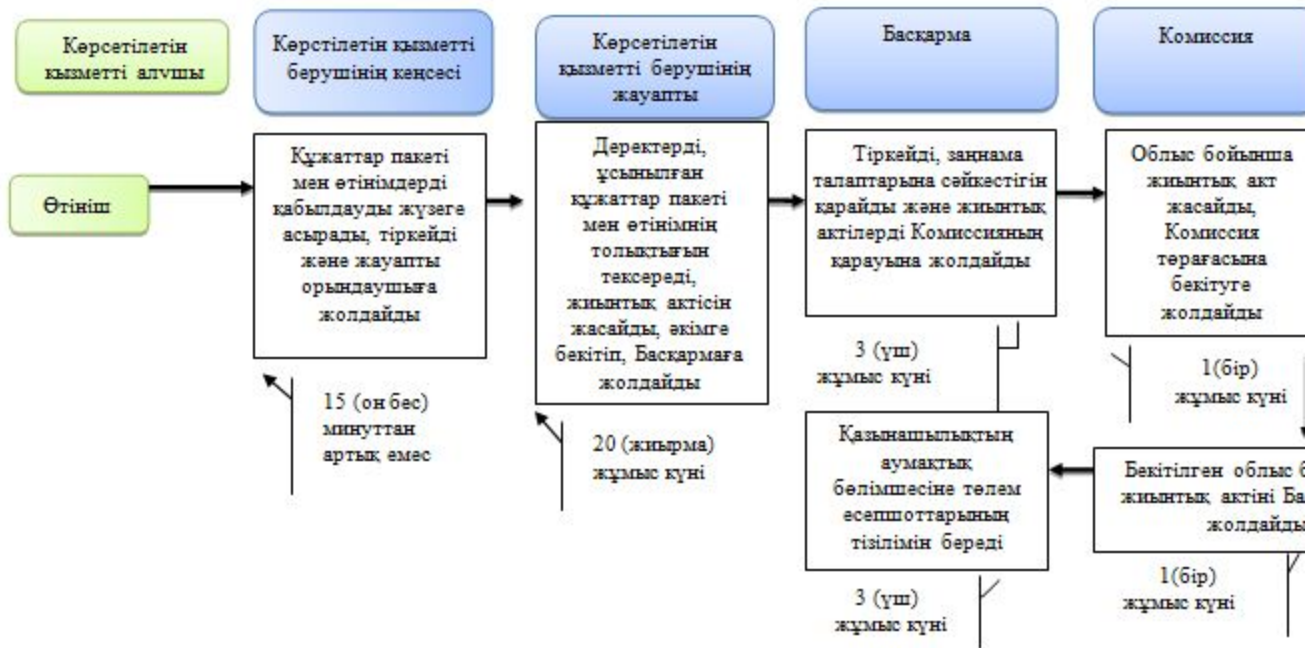 Көрсетілетін
қызметті алушы
Көрстілетін қызметті
берушінің кеңсесі
Көрсетілетін
қызметті берушінің
жауапты
Басқарма
Комиссия
Өтініш
Құжаттар пакеті
мен өтінімдерді
қабылдауды жүзеге
асырады, тіркейді
және жауапты
орындаушыға
жолдайды
Деректерді,
ұсынылған
құжаттар пакеті
мен өтінімнің
толықтығын
тексереді,
жиынтық актісін
жасайды, әкімге
бекітіп, Басқармаға
жолдайды
Тіркейді, заңнама
талаптарына сәйкестігін
қарайды және жиынтық
актілерді Комиссияның
қарауына жолдайды
Облыс бойынша
жиынтық акт
жасайды,
Комиссия
төрағасына
бекітуге
жолдайды
15 (он бес)
минуттан
артық емес
20 (жиырма)
жұмыс күні
3 (үш)
жұмыс күні
1(бір)
жұмыс күні
Қазынашылықтың
аумақтық
бөлімшесіне төлем
есепшоттарының
тізілімін береді
Бекітілген облыс
жиынтық актіні
жолдайды
3 (үш)
жұмыс күні
1(бір)
жұмыс күні